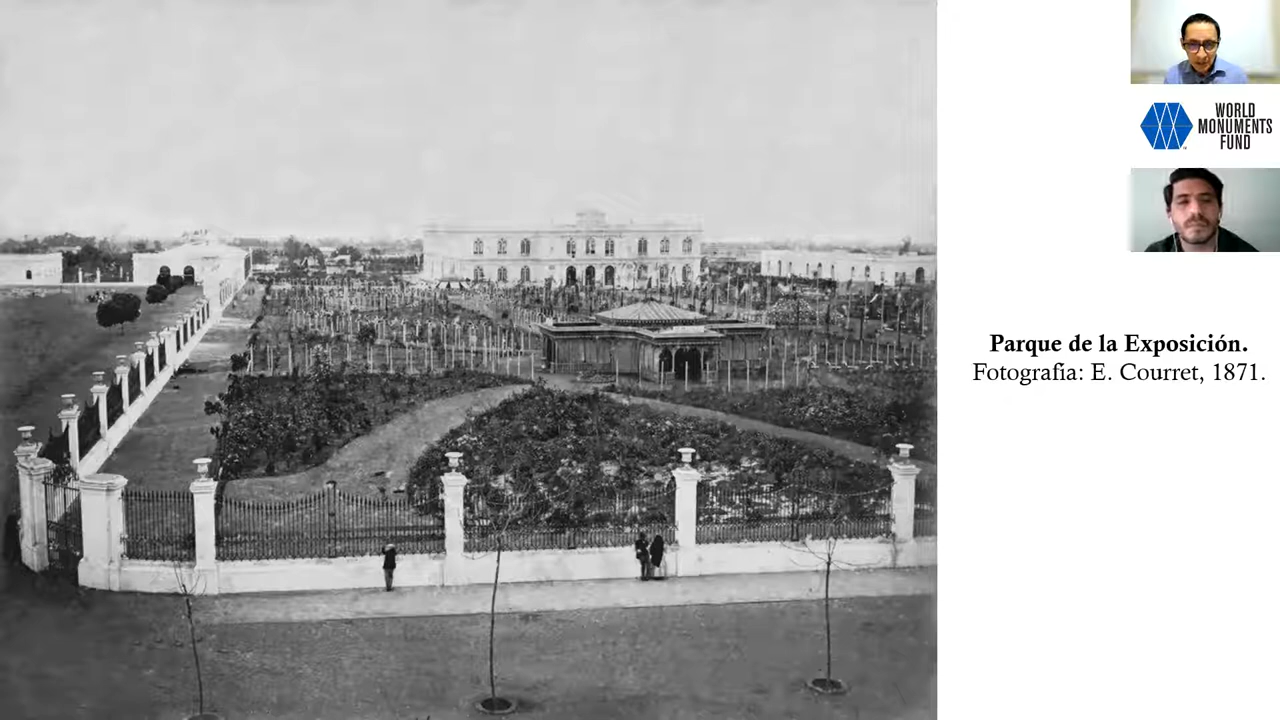 WORLD
MONUMENTS
FUND
Parque de la Exposición.
Fotografía: E. Courret, 1871.